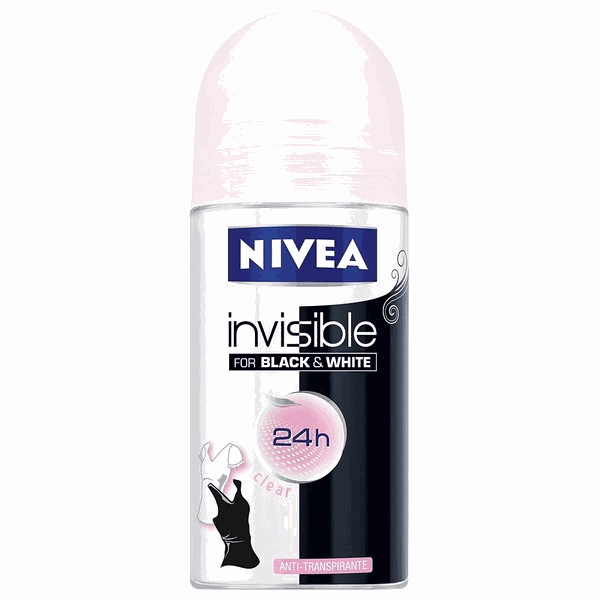 NIVEA
invisible
FOR BLACK & WHITE
24h
clear
ANTI-TRANSPIRANTE